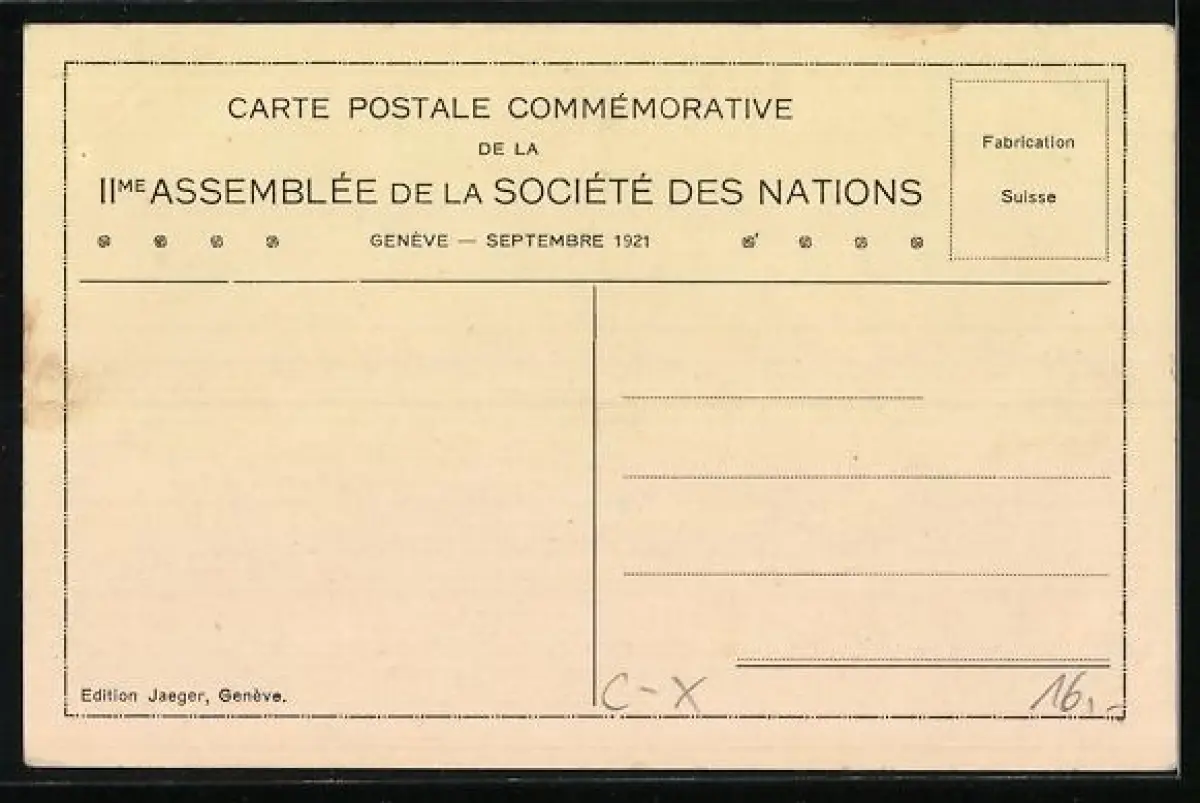 CARTE POSTALE COMMÉMORATIVE
DE LA
IIME ASSEMBLÉE DE LA SOCIÉTÉ DES NATIONS
GENÈVE — SEPTEMBRE 1921
Fabrication
Suisse
Edition Jaeger, Genève.
C-X
16,-